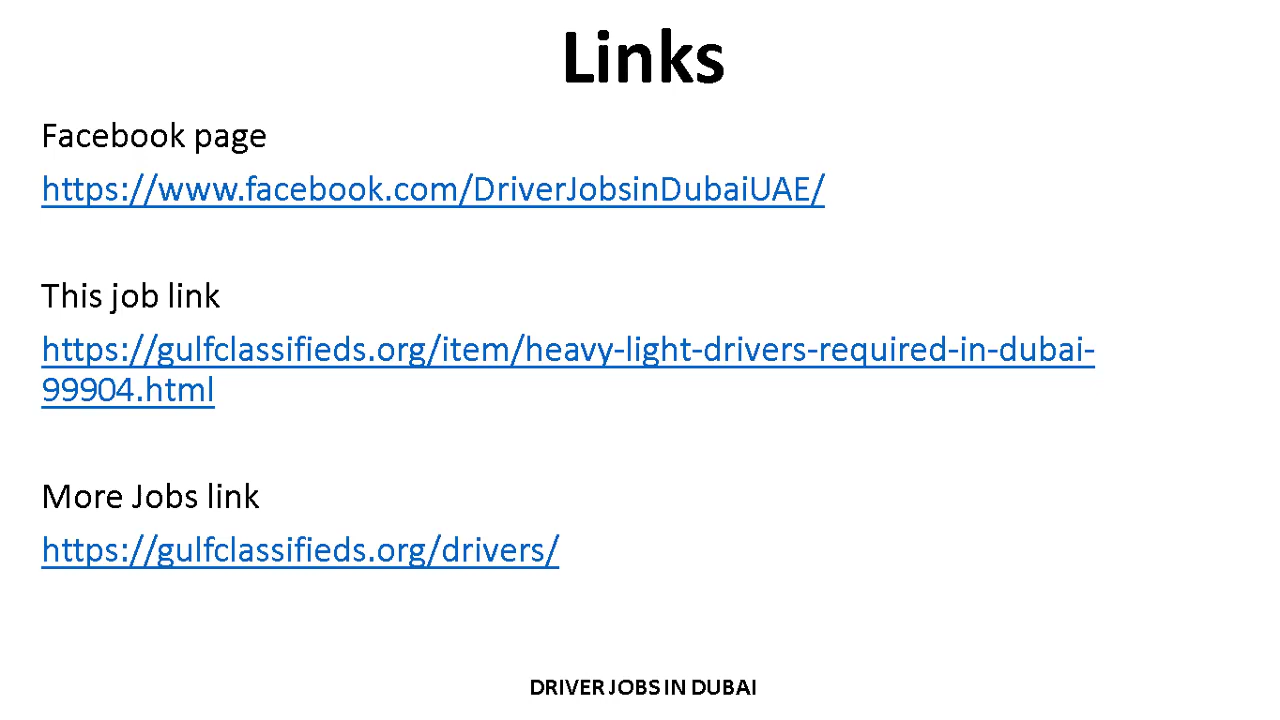 Links
Facebook page
https://www.facebook.com/DriverJobsinDubaiUAE/
This job link
https://gulfclassifieds.org/item/heavy-light-drivers-required-in-dubai-
99904.html
More Jobs link
https://gulfclassifieds.org/drivers/
DRIVER JOBS IN DUBAI